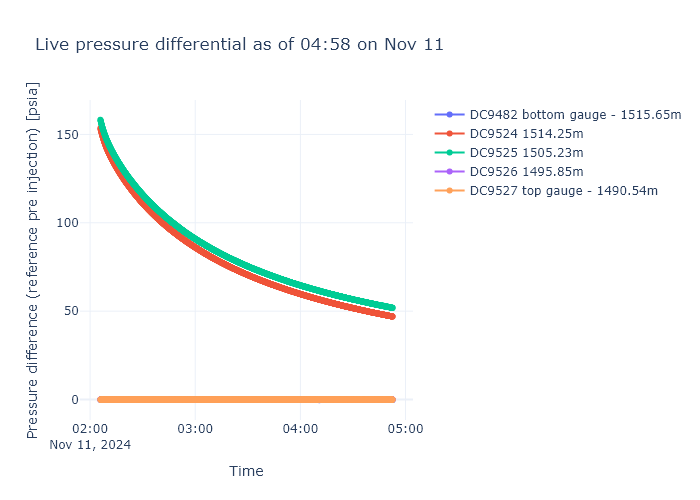 Live pressure differential as of 04:58 on Nov 11
Pressure difference (reference pre injection) [psia]
150
100
50
0
02:00
Nov 11, 2024
03:00
04:00
05:00
Time
DC9482 bottom gauge - 1515.65m
DC9524 1514.25m
DC9525 1505.23m
DC9526 1495.85m
DC9527 top gauge - 1490.54m